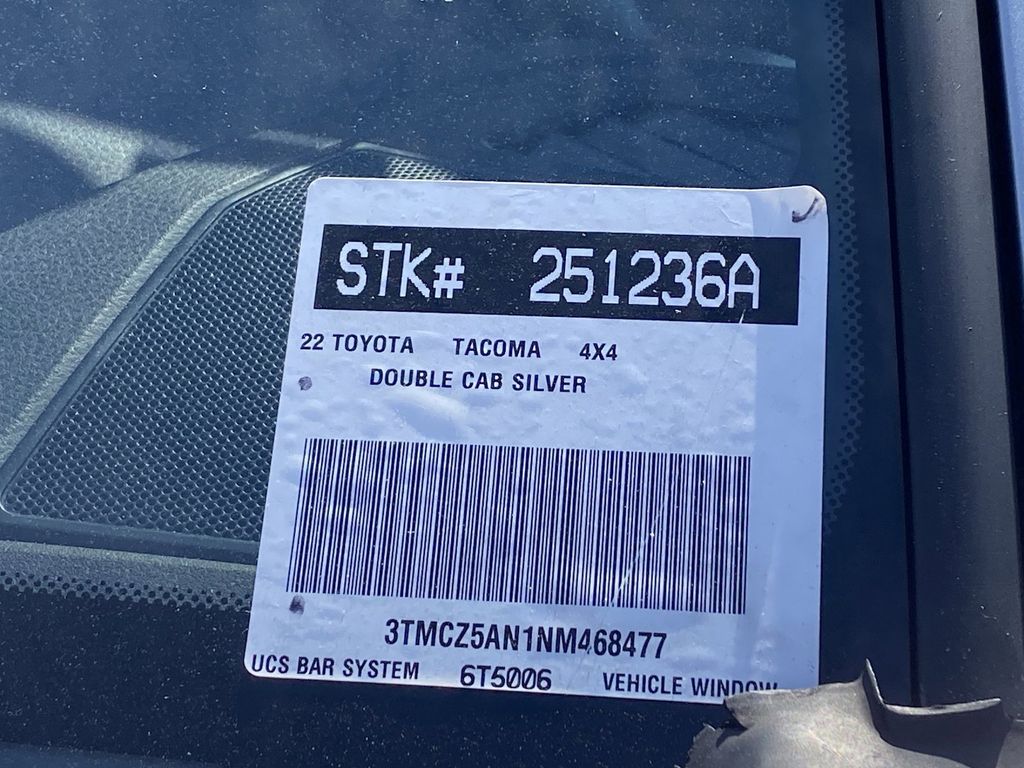 STK# 251236A
22 TOYOTA TACOMA 4X4
DOUBLE CAB SILVER
3TMCZ5AN1NM468477
UCS BAR SYSTEM 6T5006 VEHICLE WINDOW